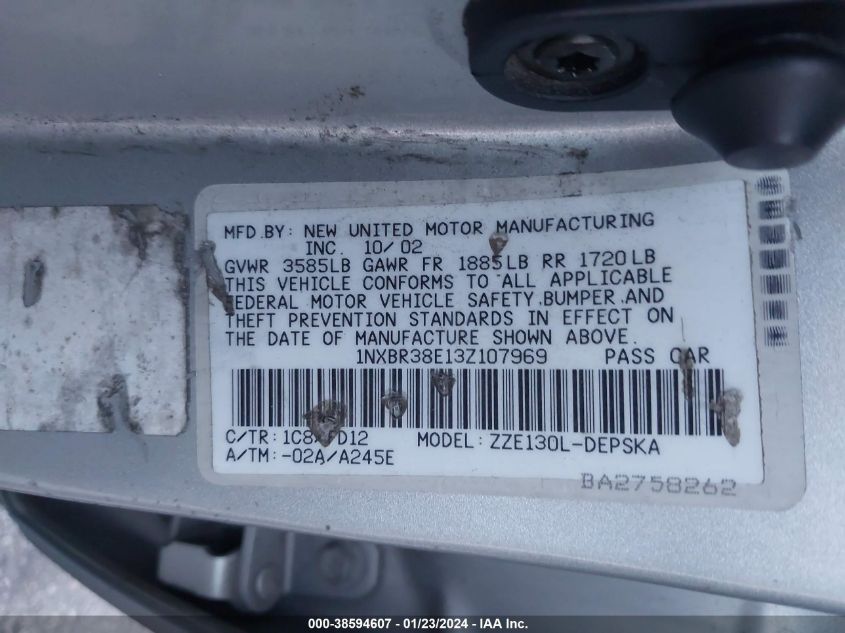 MFD.BY: NEW UNITED MOTOR MANUFACTURING
INC. 10/02
GVWR 3585LB GAWR FR 1885LB RR 1720LB
THIS VEHICLE CONFORMS TO ALL APPLICABLE
FEDERAL MOTOR VEHICLE SAFETY,BUMPER,AND
THEFT PREVENTION STANDARDS IN EFFECT ON
THE DATE OF MANUFACTURE SHOWN ABOVE.
1NXBR38E13Z107969 PASS CAR
C/TR: MODEL: ZZE130L-DEPSKA
A/TM: -02A/A245E
BA2758262
000-38594607 - 01/23/2024 - IAA Inc.